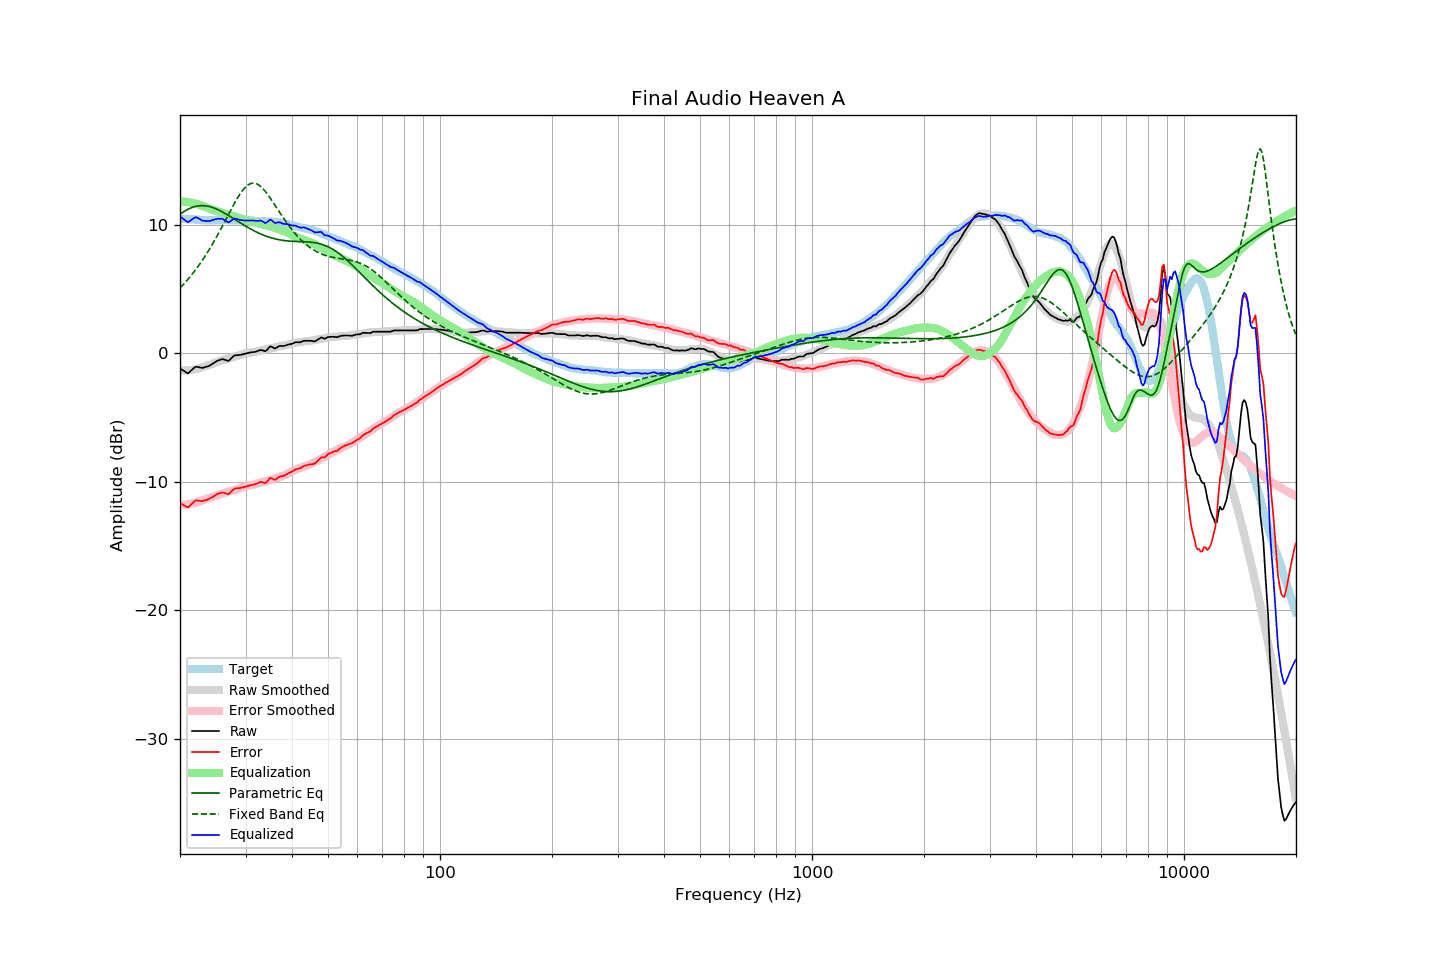 Final Audio Heaven A
Amplitude (dBr)
10
0
−10
−20
−30
Target
Raw Smoothed
Error Smoothed
Raw
Error
Equalization
Parametric Eq
Fixed Band Eq
Equalized
100
1000
10000
Frequency (Hz)